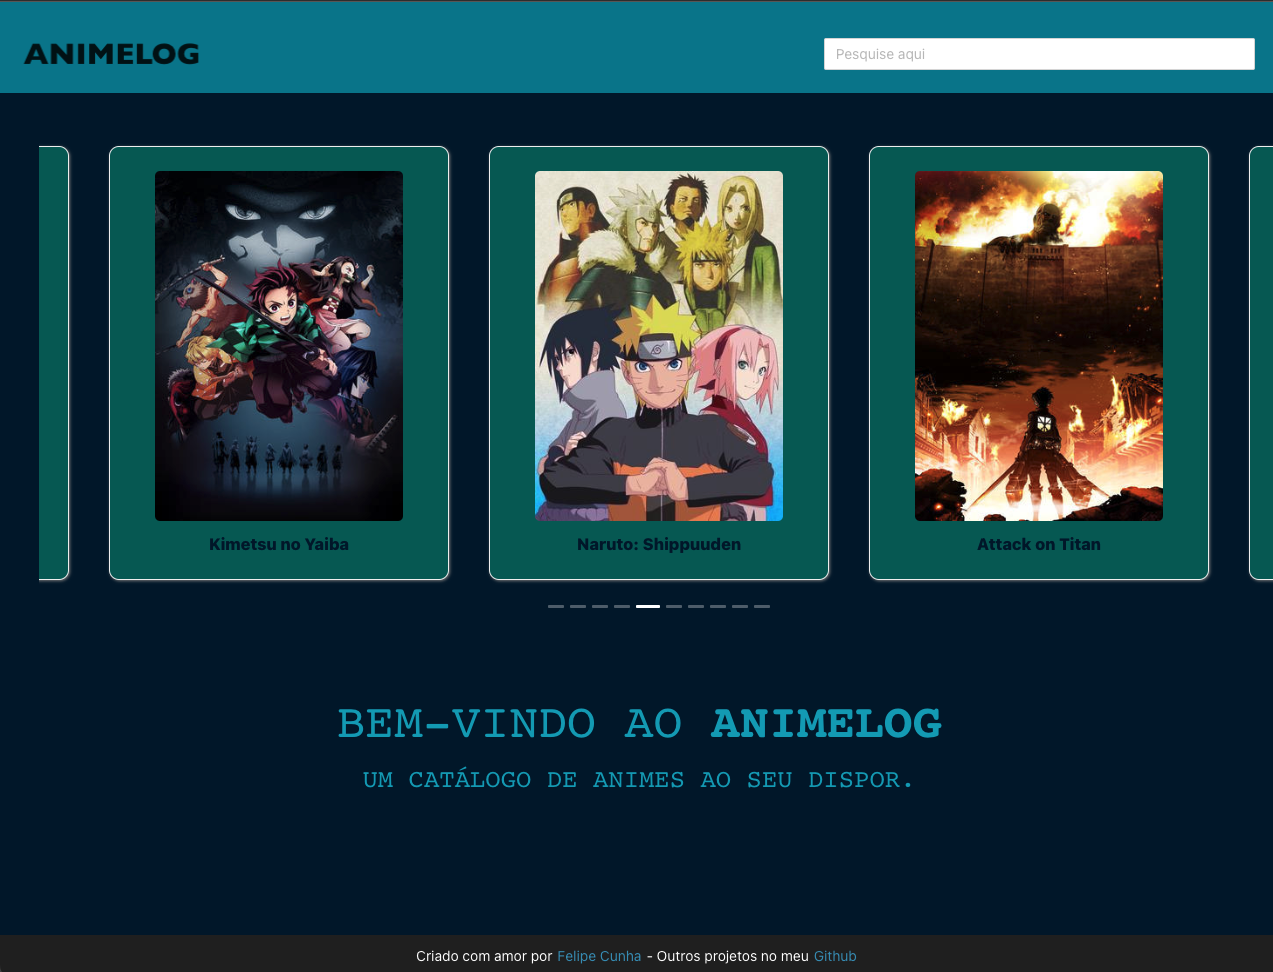 ANIMELOG
Pesquise aqui
Kimetsu no Yaiba
Naruto: Shippuuden
Attack on Titan
BEM-VINDO AO ANIMELOG
UM CATÁLOGO DE ANIMES AO SEU DISPOR.
Criado com amor por Felipe Cunha - Outros projetos no meu Github